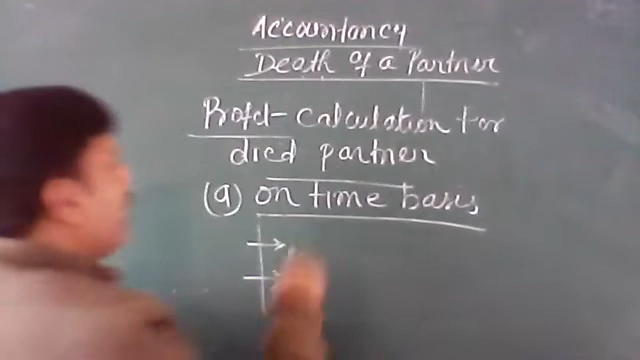 Accountancy
Death of a Partner
Profit-calculation for
died partner
(a) on time basis